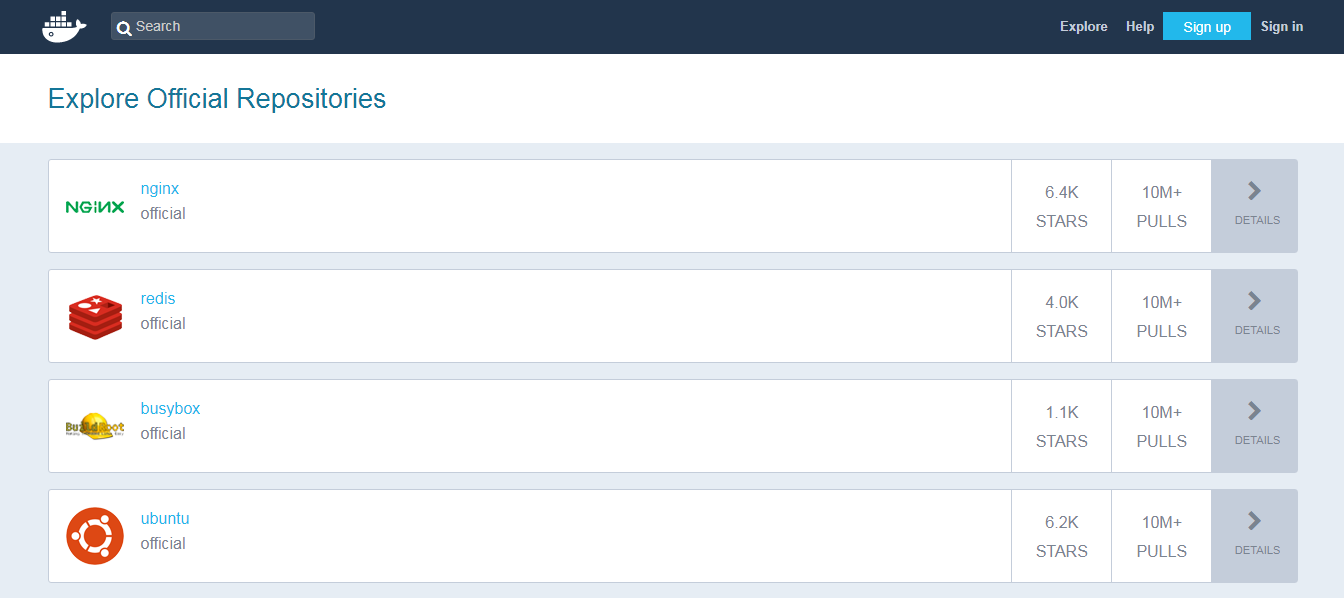 Search
Explore Help Sign up Sign in
Explore Official Repositories
NGINX
nginx
official
6.4K
STARS
10M+
PULLS
DETAILS
redis
official
4.0K
STARS
10M+
PULLS
DETAILS
busybox
official
1.1K
STARS
10M+
PULLS
DETAILS
ubuntu
official
6.2K
STARS
10M+
PULLS
DETAILS